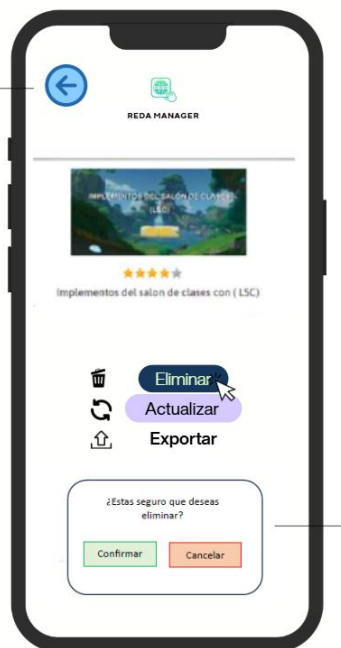 REDA MANAGER
IMPLEMENTOS DEL SALÓN DE CLASES
(LSC)
Implementos del salon de clases con ( LSC)
Eliminar
Actualizar
Exportar
¿Estas seguro que deseas
eliminar?
Confirmar
Cancelar